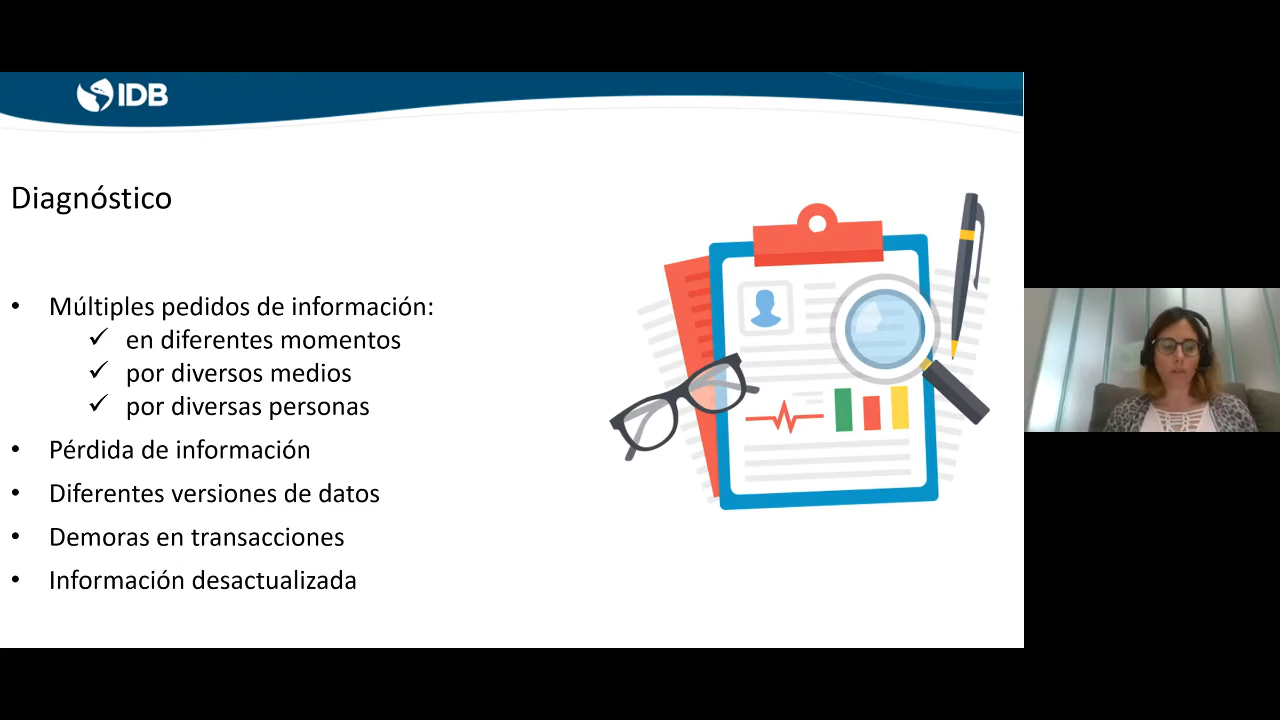 IDB
Diagnóstico
• Múltiples pedidos de información:
✓ en diferentes momentos
✓ por diversos medios
✓ por diversas personas
• Pérdida de información
• Diferentes versiones de datos
• Demoras en transacciones
• Información desactualizada